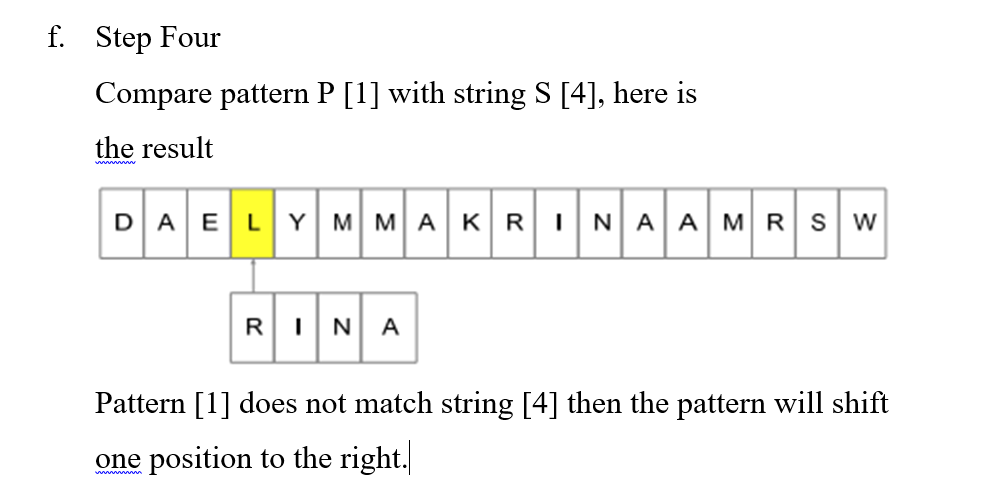 f. Step Four
Compare pattern P [1] with string S [4], here is
the result
D A E L Y M M A K R I N A A M R S W
R I N A
Pattern [1] does not match string [4] then the pattern will shift
one position to the right.